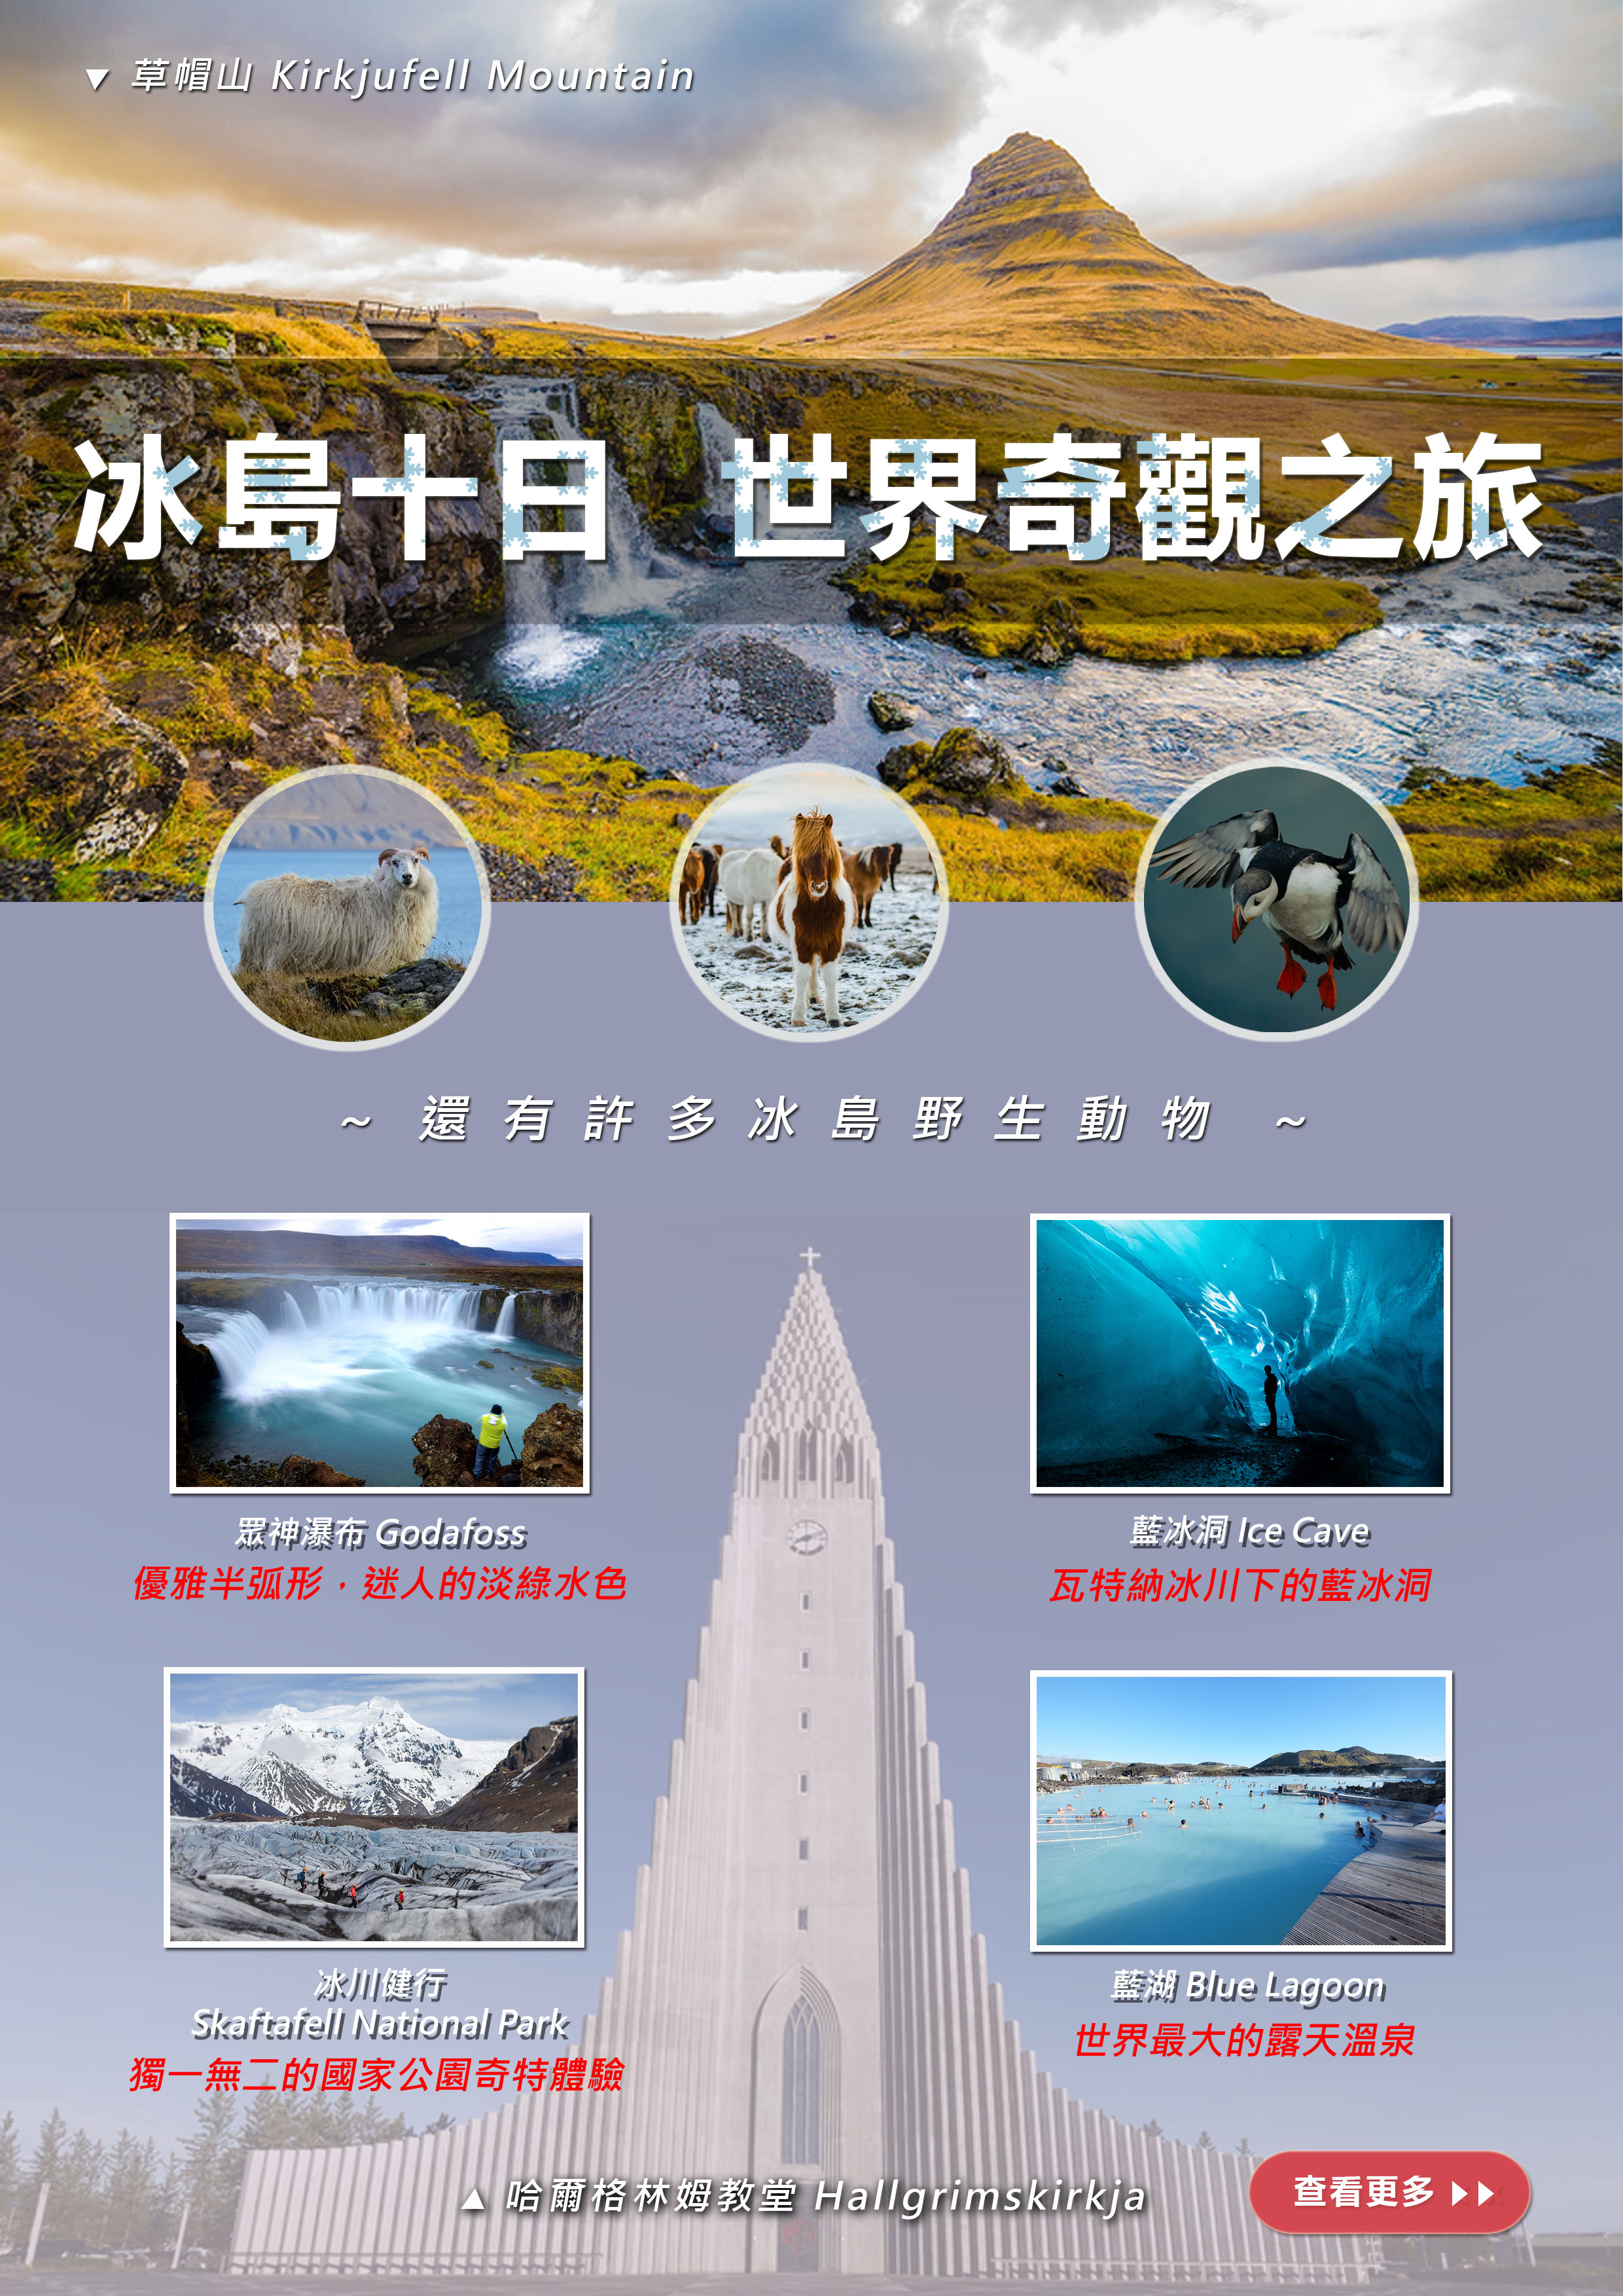 ▼ 草帽山 Kirkjufell Mountain
冰島十日 世界奇觀之旅
~ 還有許多冰島野生動物 ~
眾神瀑布 Godafoss
優雅半弧形，迷人的淡綠水色
藍冰洞 Ice Cave
瓦特納冰川下的藍冰洞
冰川健行
Skaftafell National Park
獨一無二的國家公園奇特體驗
藍湖 Blue Lagoon
世界最大的露天溫泉
▲ 哈爾格林姆教堂 Hallgrimskirkja
查看更多 ▶▶